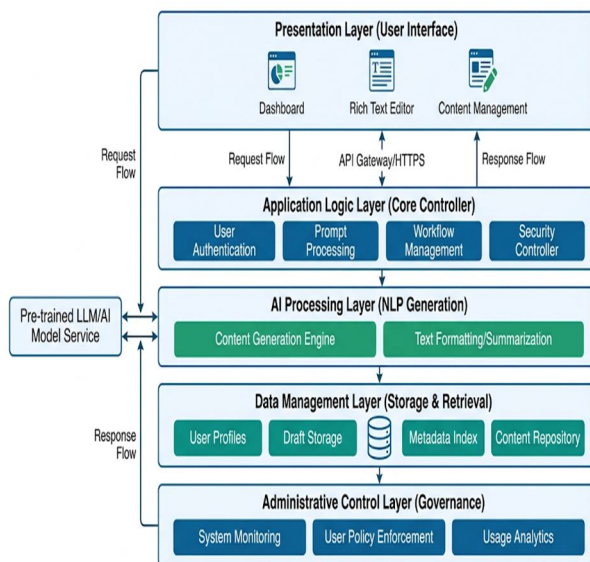 Presentation Layer (User Interface)
Dashboard
Rich Text Editor
Content Management
Request
Flow
Request Flow
API Gateway/HTTPS
Response Flow
Application Logic Layer (Core Controller)
User
Authentication
Prompt
Processing
Workflow
Management
Security
Controller
AI Processing Layer (NLP Generation)
Pre-trained LLM/AI
Model Service
Content Generation Engine
Text Formatting/Summarization
Data Management Layer (Storage & Retrieval)
User Profiles
Draft Storage
Metadata Index
Content Repository
Response
Flow
Administrative Control Layer (Governance)
System Monitoring
User Policy Enforcement
Usage Analytics